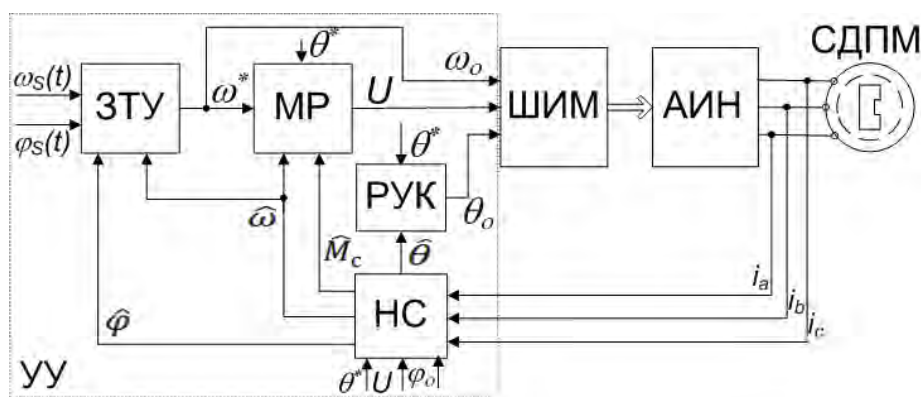 СДПМ
θ*
ω_S(t)
φ_S(t)
ЗТУ
ω*
МР
U
ω_o
ШИМ
АИН
θ*
РУК
θ_o
ω̂
M̂_c
θ̂
φ̂
НС
i_a
i_b
i_c
УУ
θ* U φ_o